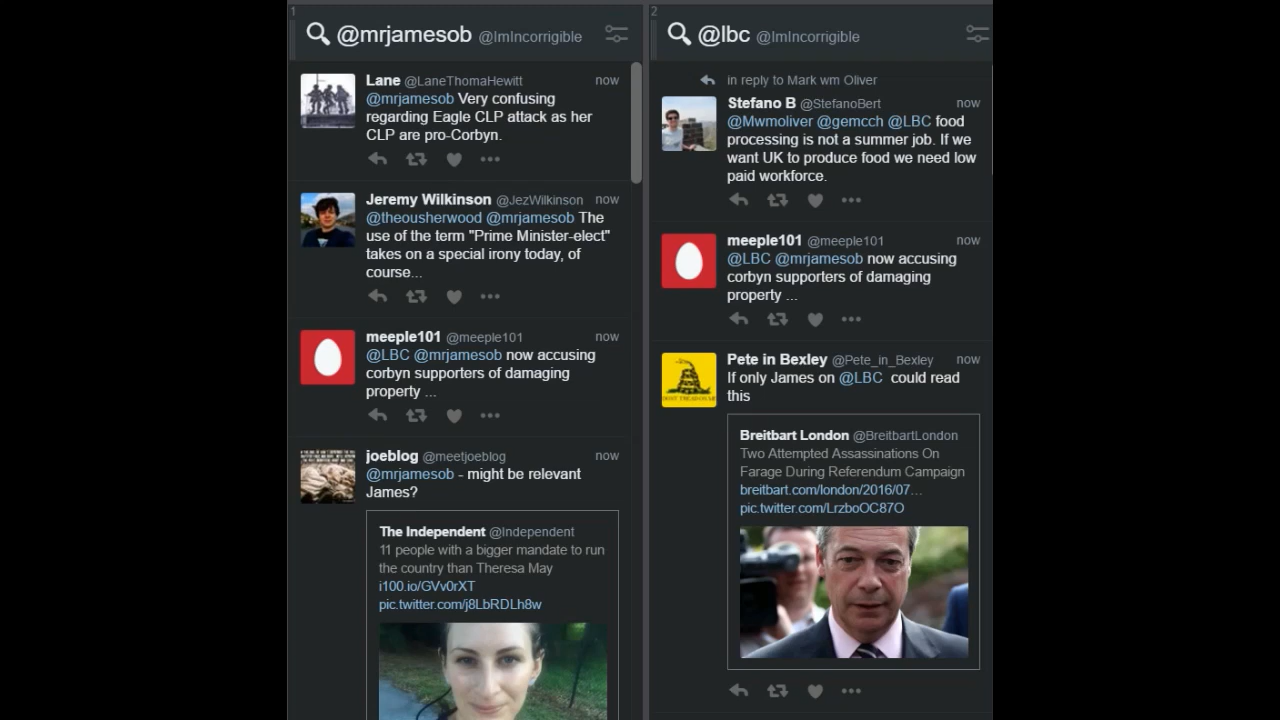 1
@mrjamesob @ImIncorrigible
Lane @LaneThomaHewitt now
@mrjamesob Very confusing
regarding Eagle CLP attack as her
CLP are pro-Corbyn.
Jeremy Wilkinson @JezWilkinson now
@theousherwood @mrjamesob The
use of the term "Prime Minister-elect"
takes on a special irony today, of
course...
meeple101 @meeple101 now
@LBC @mrjamesob now accusing
corbyn supporters of damaging
property ...
joeblog @meetjoeblog now
@mrjamesob - might be relevant
James?
The Independent @Independent
11 people with a bigger mandate to run
the country than Theresa May
i100.io/GVv0rXT
pic.twitter.com/j8LbRDLh8w
2
@lbc @ImIncorrigible
in reply to Mark wm Oliver
Stefano B @StefanoBert now
@Mwmoliver @gemcch @LBC food
processing is not a summer job. If we
want UK to produce food we need low
paid workforce.
meeple101 @meeple101 now
@LBC @mrjamesob now accusing
corbyn supporters of damaging
property ...
Pete in Bexley @Pete_in_Bexley now
If only James on @LBC could read
this
Breitbart London @BreitbartLondon
Two Attempted Assassinations On
Farage During Referendum Campaign
breitbart.com/london/2016/07...
pic.twitter.com/LrzboOC87O